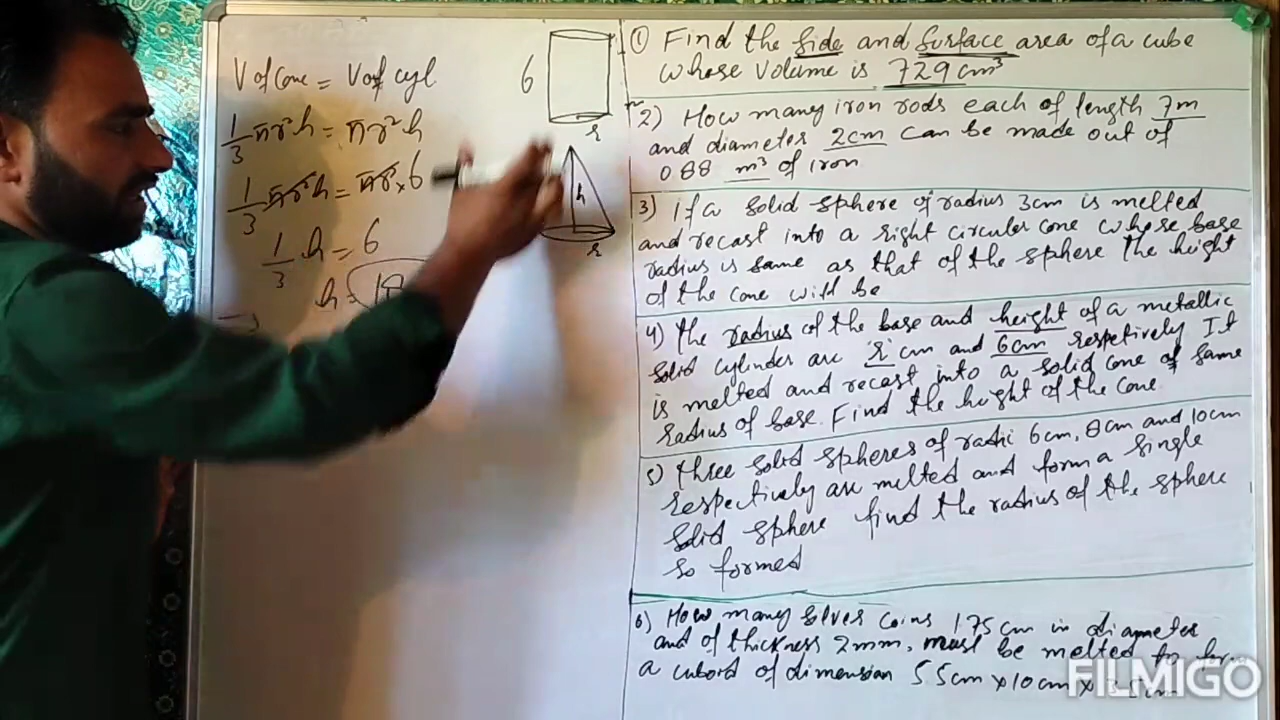 V of Cone = V of cyl
1/3 πr²h = πr²h
1/3 πr²h = πr² × 6
1/3 h = 6
h = 18
6
r
h
r
① Find the Side and Surface area of a cube
whose Volume is 729 cm³
2) How many iron rods each of length 7m
and diameter 2cm can be made out of
088 m³ of iron
3) If a Solid Sphere of radius 3cm is melted
and recast into a right circular cone whose base
radius is same as that of the sphere the height
of the cone will be
4) the radius of the base and height of a metallic
Solid cylinder are r cm and 6cm respetively It
is melted and recast into a solid cone of same
radius of base. Find the height of the cone
5) three solid spheres of radii 6cm, 8cm and 10cm
respectively are melted and form a single
solid sphere find the radius of the sphere
so formed
6) How many silver coins 1.75 cm in diameter
and of thickness 2mm, must be melted to
a cuboid of dimension 5.5cm × 10cm × 3.5cm
FILMIGO